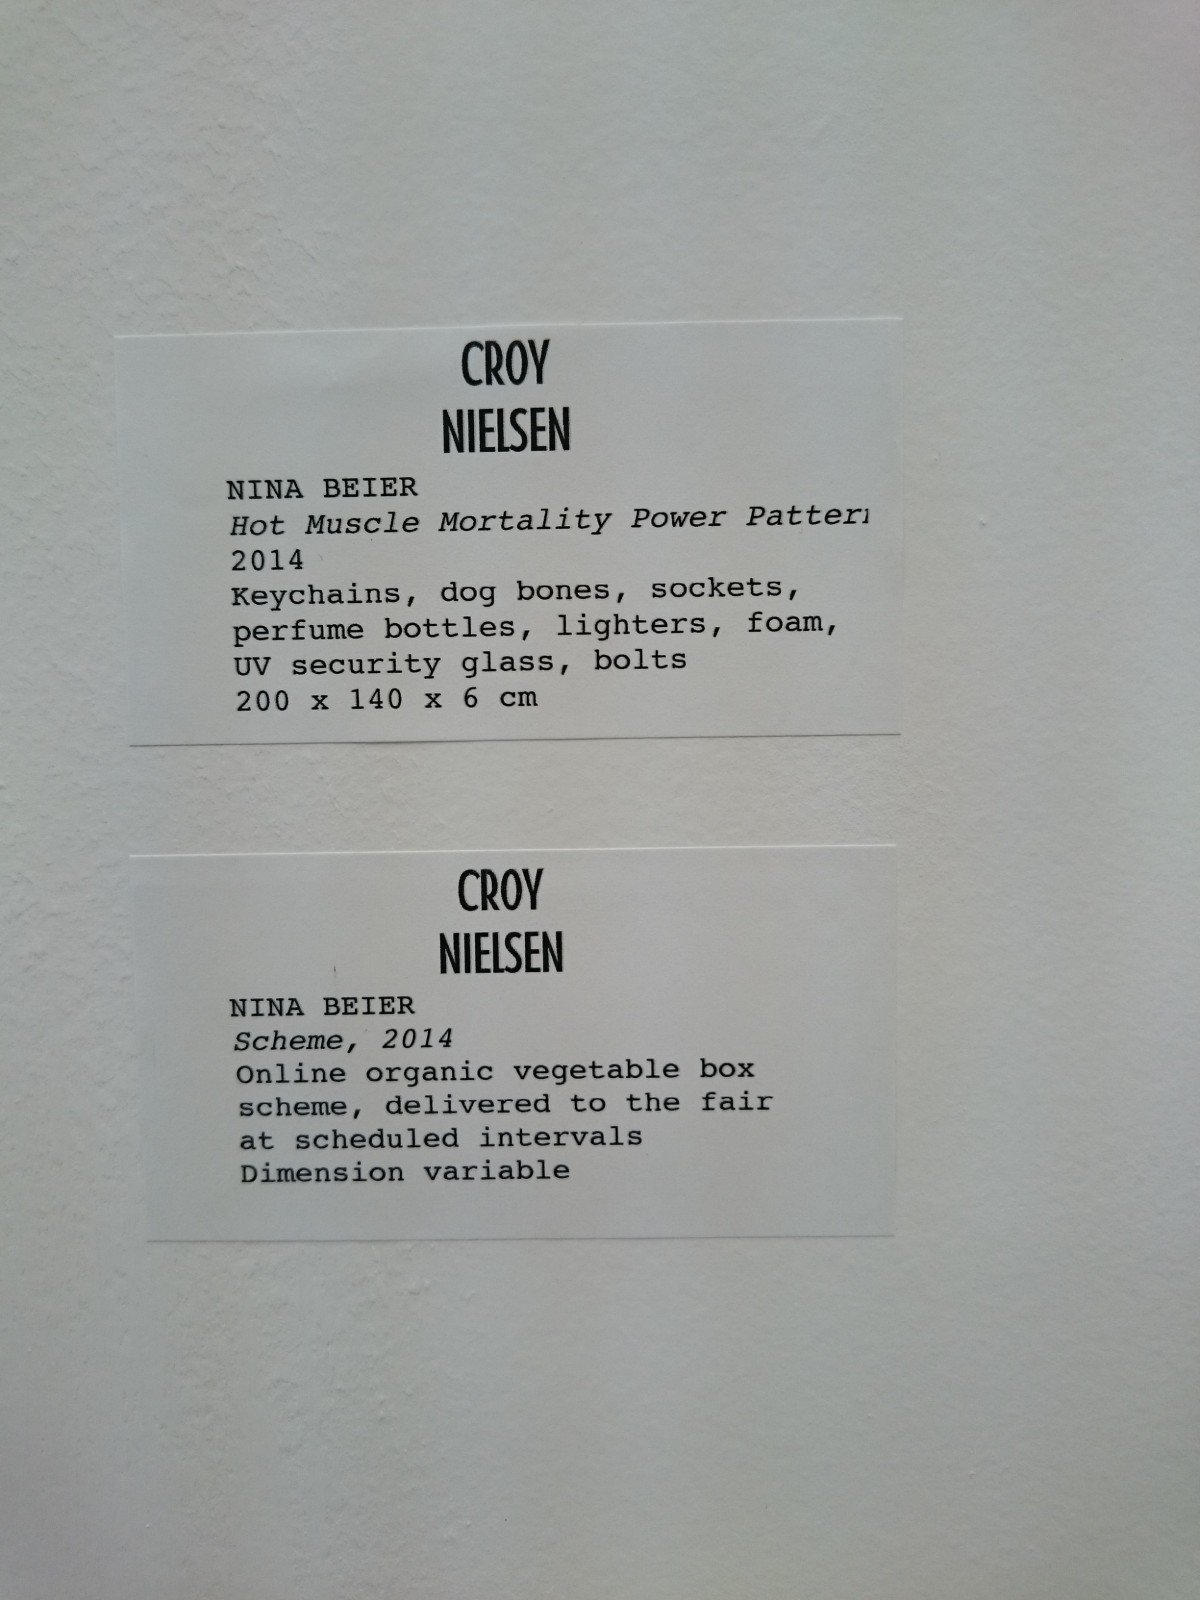 CROY
NIELSEN
NINA BEIER
Hot Muscle Mortality Power Pattern
2014
Keychains, dog bones, sockets,
perfume bottles, lighters, foam,
UV security glass, bolts
200 x 140 x 6 cm
CROY
NIELSEN
NINA BEIER
Scheme, 2014
Online organic vegetable box
scheme, delivered to the fair
at scheduled intervals
Dimension variable